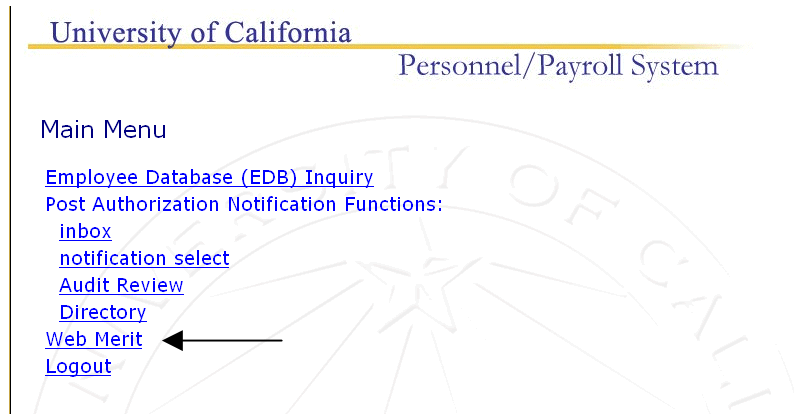 University of California
Personnel/Payroll System
Main Menu
Employee Database (EDB) Inquiry
Post Authorization Notification Functions:
inbox
notification select
Audit Review
Directory
Web Merit
Logout